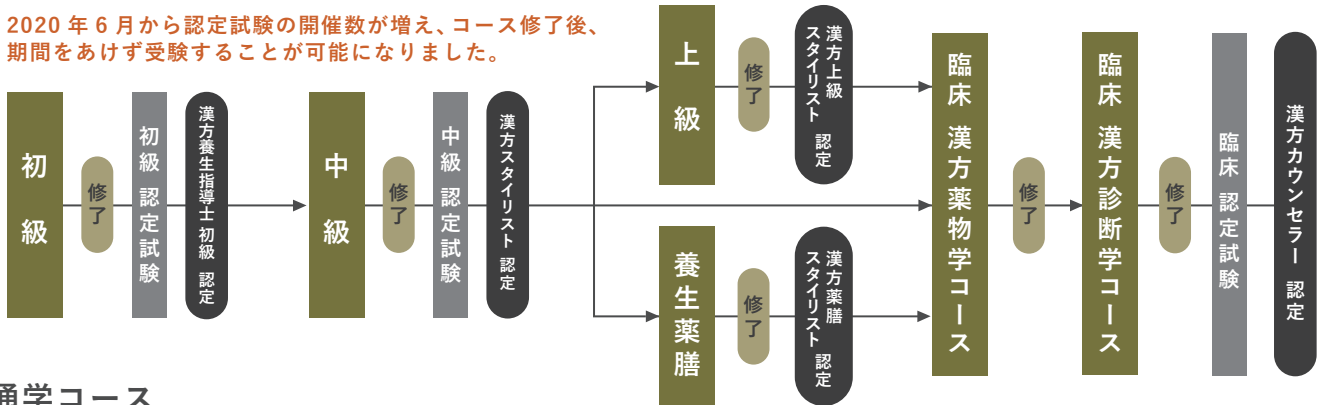 2020 年 6 月から認定試験の開催数が増え、コース修了後、
期間をあけず受験することが可能になりました。
初級
修了
初級 認定試験
漢方養生指導士 初級 認定
中級
修了
中級 認定試験
漢方スタイリスト 認定
上級
修了
漢方上級
スタイリスト 認定
養生薬膳
修了
漢方薬膳
スタイリスト 認定
臨床 漢方薬物学コース
修了
臨床 漢方診断学コース
修了
臨床 認定試験
漢方カウンセラー 認定
通学コース